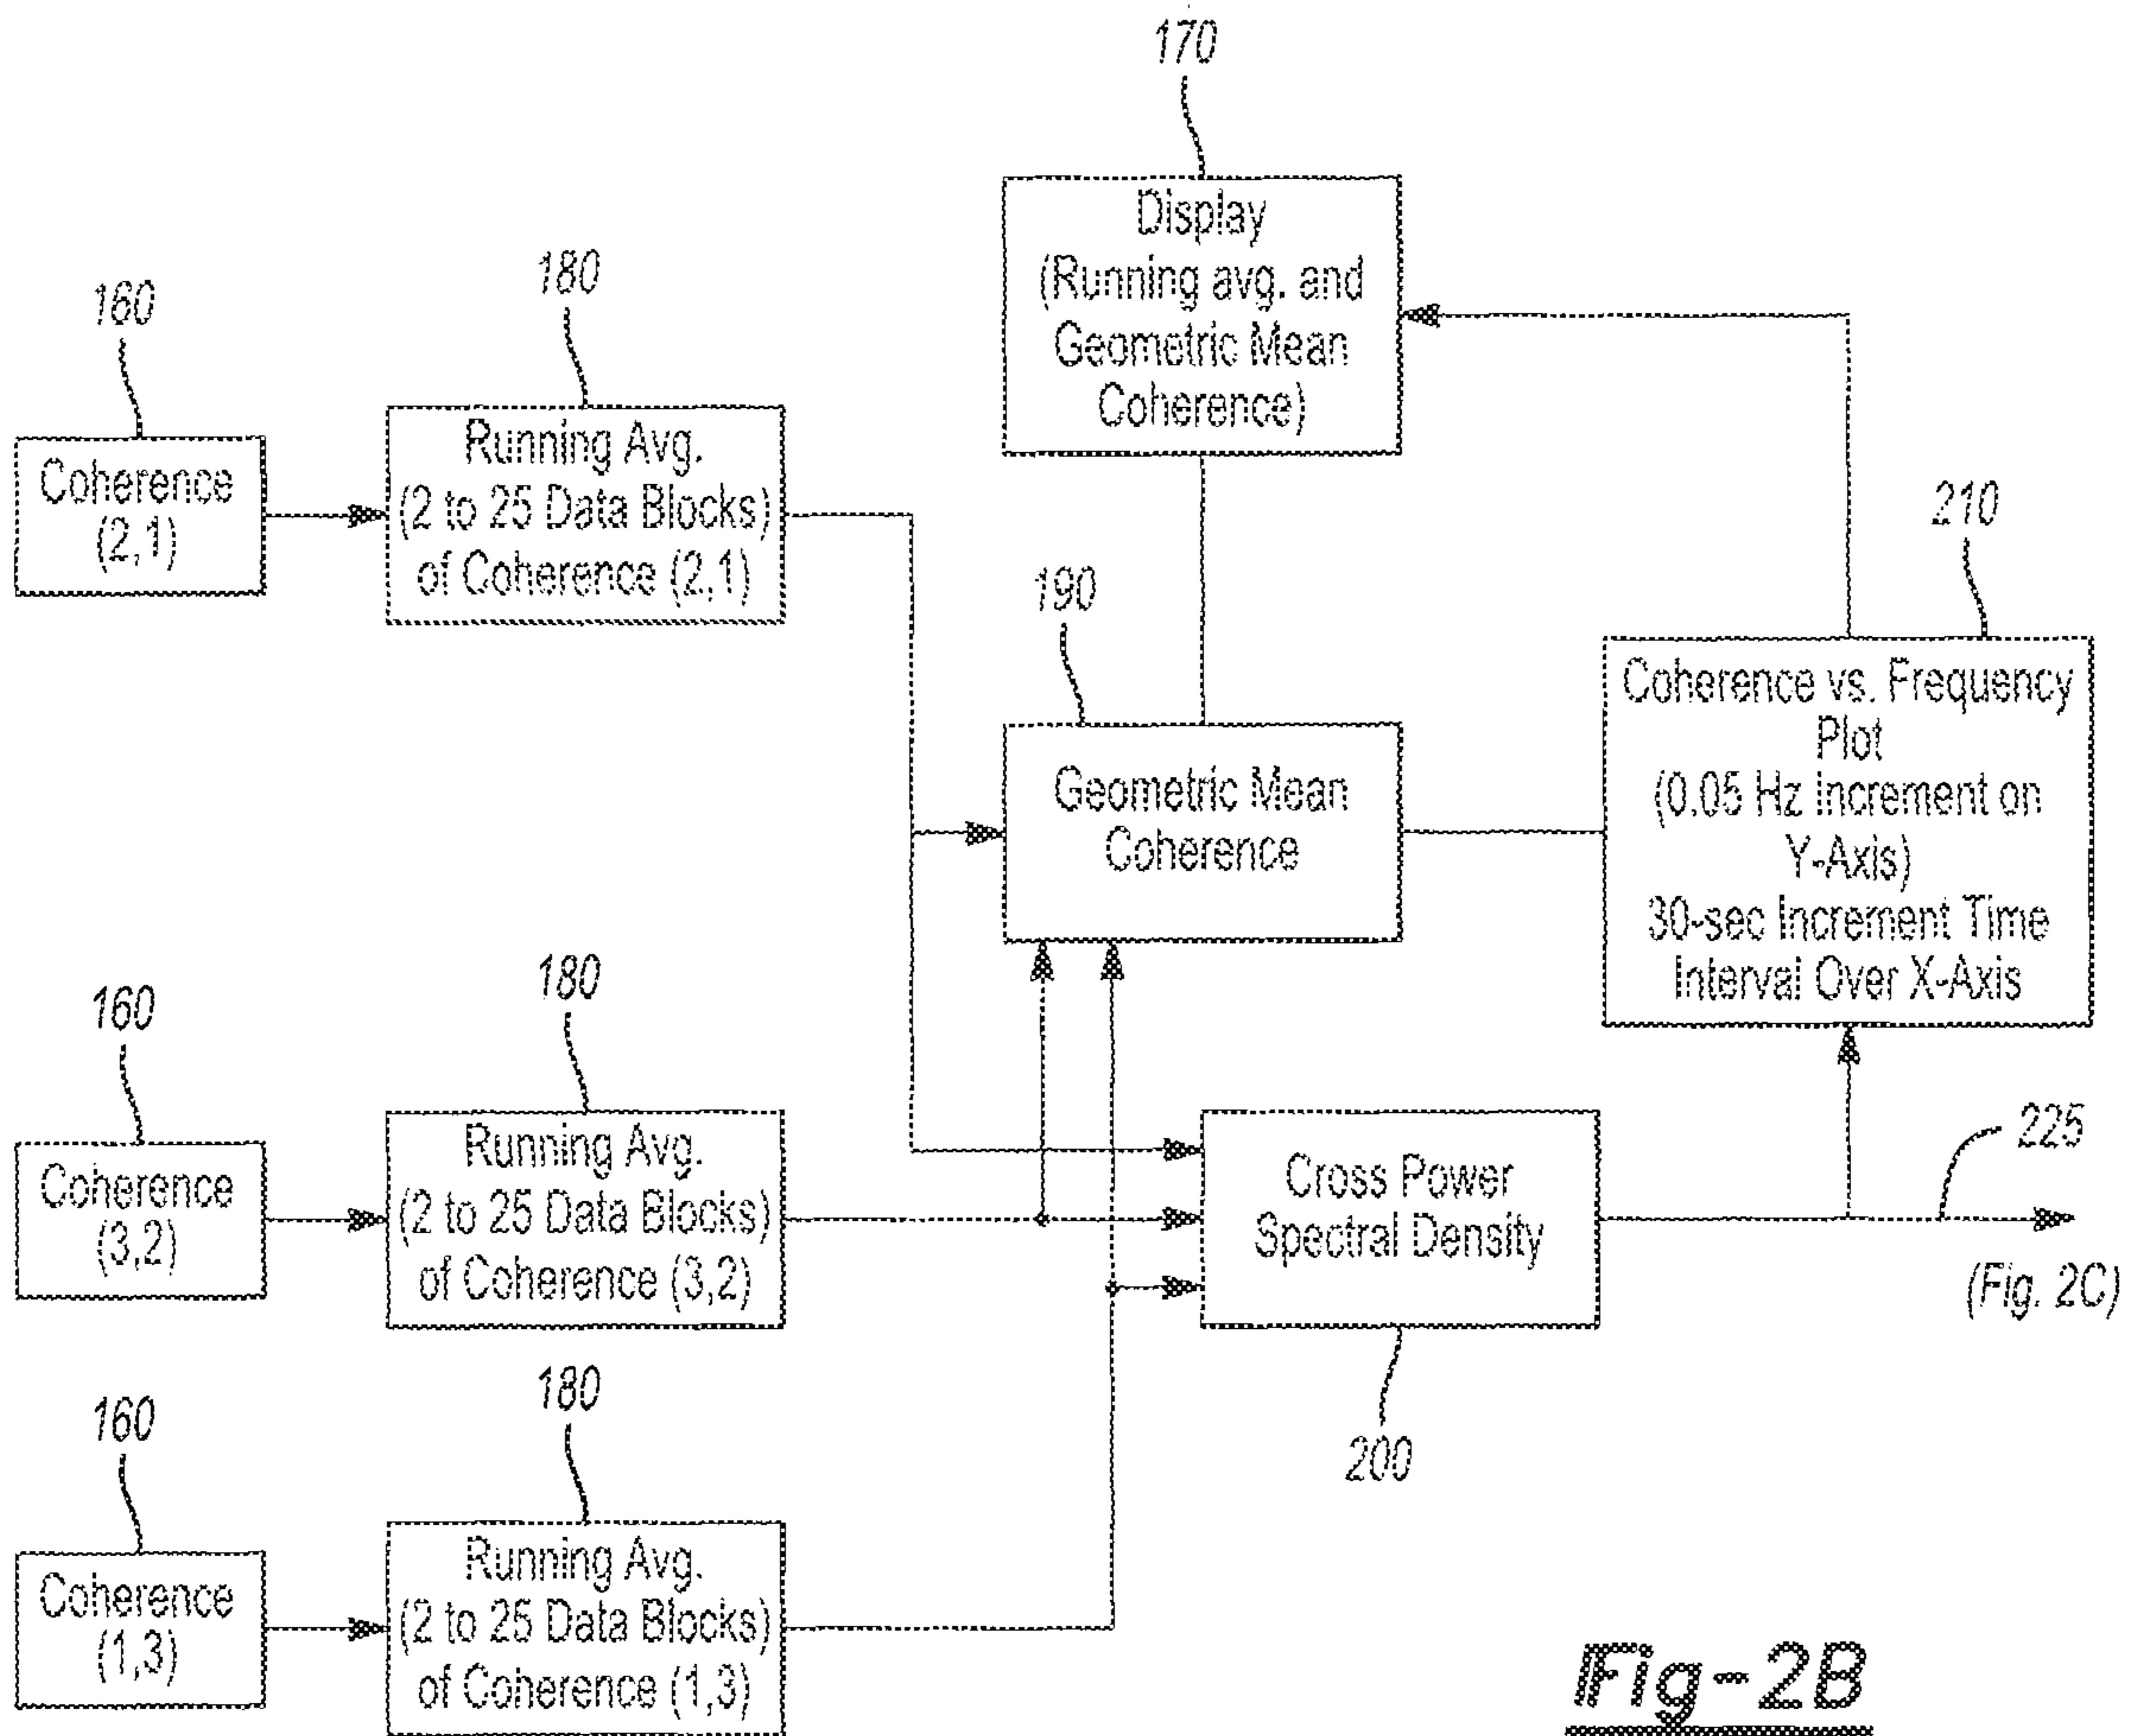 170
Display
(Running avg. and
Geometric Mean
Coherence)
160
Coherence
(2,1)
180
Running Avg.
(2 to 25 Data Blocks)
of Coherence (2,1)
190
Geometric Mean
Coherence
210
Coherence vs. Frequency
Plot
(0.05 Hz Increment on
Y-Axis)
30-sec Increment Time
Interval Over X-Axis
160
Coherence
(3,2)
180
Running Avg.
(2 to 25 Data Blocks)
of Coherence (3,2)
Cross Power
Spectral Density
200
225
(Fig. 2C)
160
Coherence
(1,3)
180
Running Avg.
(2 to 25 Data Blocks)
of Coherence (1,3)
Fig-2B